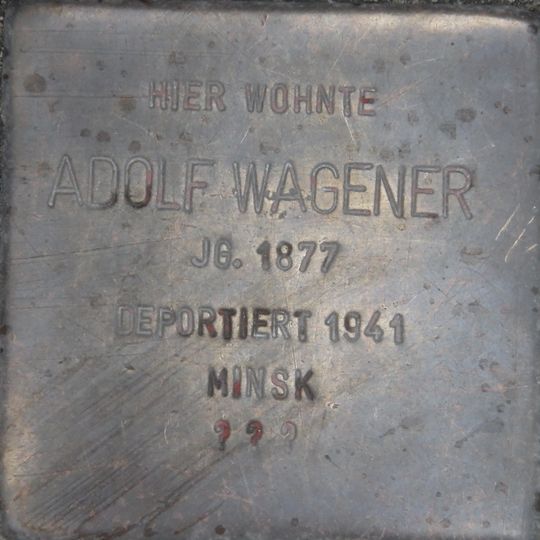 HIER WOHNTE
ADOLF WAGENER
JG. 1877
DEPORTIERT 1941
MINSK
? ? ?